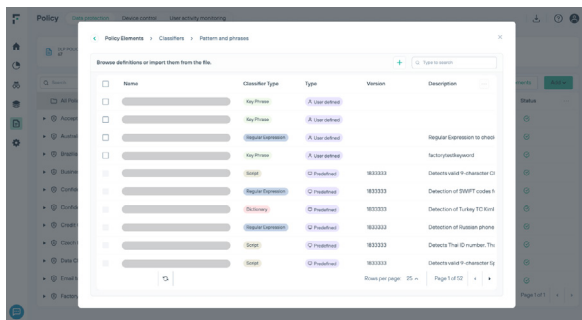 Policy Data protection Device control User activity monitoring
Policy Elements > Classifiers > Pattern and phrases
Browse definitions or import them from the file.
Type to search
Name Classifier Type Type Version Description
Key Phrase User defined
Key Phrase User defined
Regular Expression User defined Regular Expression to check
Key Phrase User defined factorytestkeyword
Script Predefined 1833333 Detects valid 9-character
Regular Expression Predefined 1833333 Detection of SWIFT codes
Dictionary Predefined 1833333 Detection of Turkey TC
Regular Expression Predefined 1833333 Detection of Russian phone
Script Predefined 1833333 Detects Thai ID number.
Script Predefined 1833333 Detects valid 9-character
Rows per page: 25 Page 1 of 52
Search
Status
Page 1 of 1